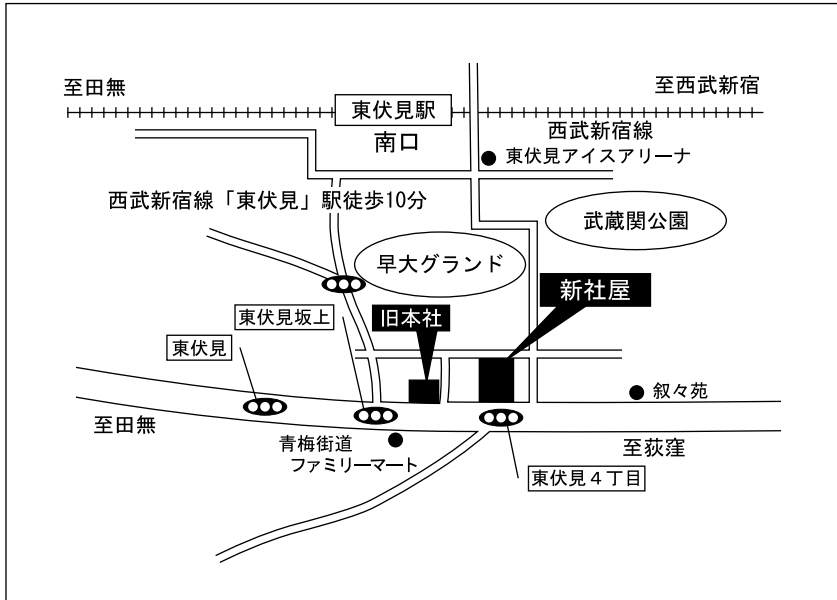 至田無
至西武新宿
東伏見駅
南口
西武新宿線
東伏見アイスアリーナ
西武新宿線「東伏見」駅徒歩10分
武蔵関公園
早大グランド
新社屋
東伏見坂上
旧本社
東伏見
叙々苑
至田無
青梅街道
ファミリーマート
至荻窪
東伏見4丁目